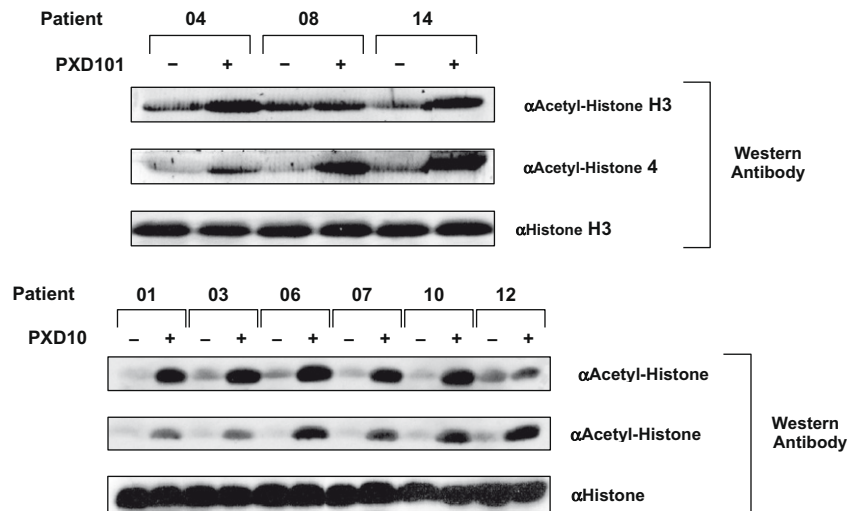 Patient 04 08 14
PXD101 – + – + – +
αAcetyl-Histone H3
αAcetyl-Histone 4
αHistone H3
Western
Antibody
Patient 01 03 06 07 10 12
PXD10 – + – + – + – + – + – +
αAcetyl-Histone
αAcetyl-Histone
αHistone
Western
Antibody